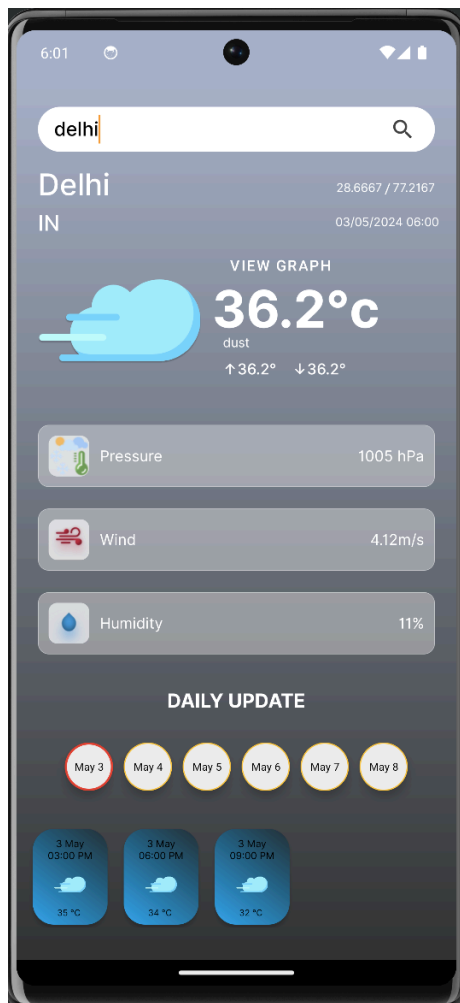 6:01
delhi
Delhi
28.6667 / 77.2167
IN
03/05/2024 06:00
VIEW GRAPH
36.2°c
dust
↑36.2° ↓36.2°
Pressure 1005 hPa
Wind 4.12m/s
Humidity 11%
DAILY UPDATE
May 3 May 4 May 5 May 6 May 7 May 8
3 May 3 May 3 May
03:00 PM 06:00 PM 09:00 PM
35 °C 34 °C 32 °C